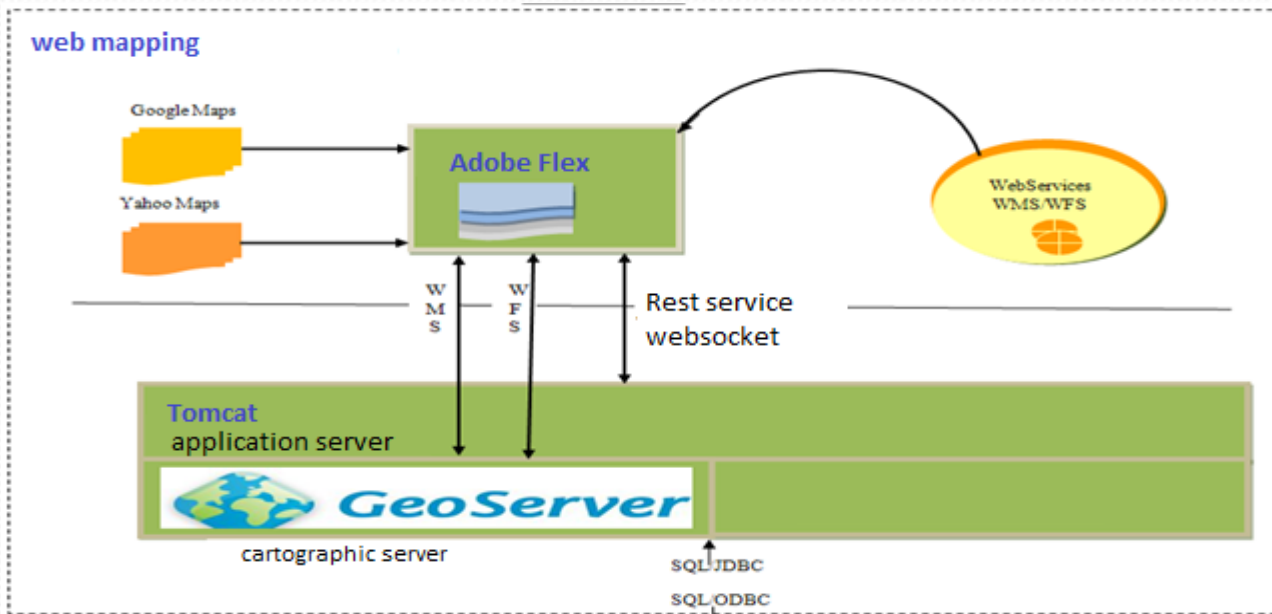 web mapping
Google Maps
Yahoo Maps
Adobe Flex
WebServices
WMS/WFS
W
M
S
W
F
S
Rest service
websocket
Tomcat
application server
GeoServer
cartographic server
SQL/JDBC
SQL/ODBC